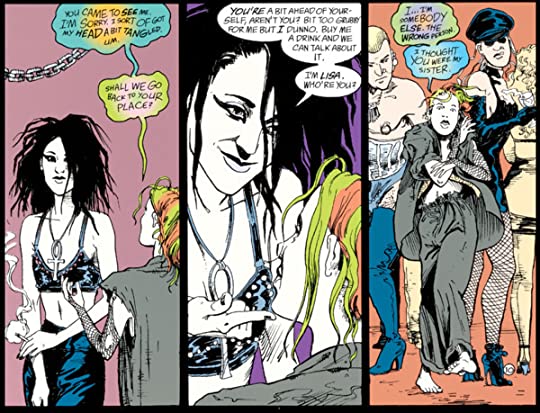 YOU CAME TO SEE ME.
I'M SORRY. I SORT OF GOT
MY HEAD A BIT TANGLED.
UM.
SHALL WE GO
BACK TO YOUR
PLACE?
YOU'RE A BIT AHEAD OF YOUR-
SELF, AREN'T YOU? BIT TOO GRUBBY
FOR ME BUT I DUNNO. BUY ME
A DRINK AND WE
CAN TALK ABOUT
IT.
I'M LISA.
WHO'RE YOU?
I... I'M
SOMEBODY
ELSE. THE
WRONG PERSON.
I THOUGHT
YOU WERE MY
SISTER.
10